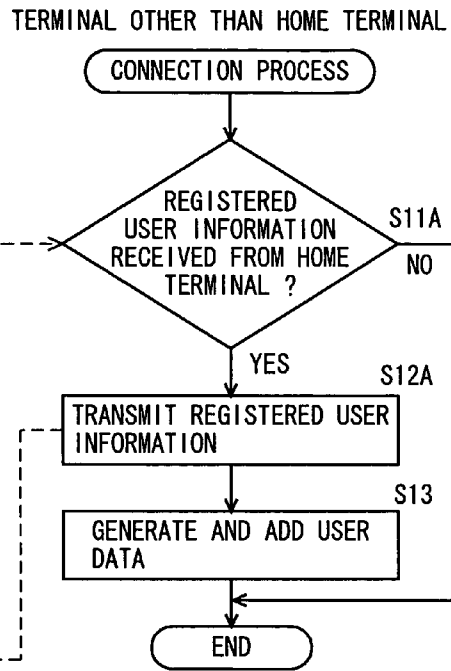 TERMINAL OTHER THAN HOME TERMINAL
CONNECTION PROCESS
REGISTERED
USER INFORMATION
RECEIVED FROM HOME
TERMINAL ?
S11A
NO
YES
S12A
TRANSMIT REGISTERED USER
INFORMATION
S13
GENERATE AND ADD USER
DATA
END